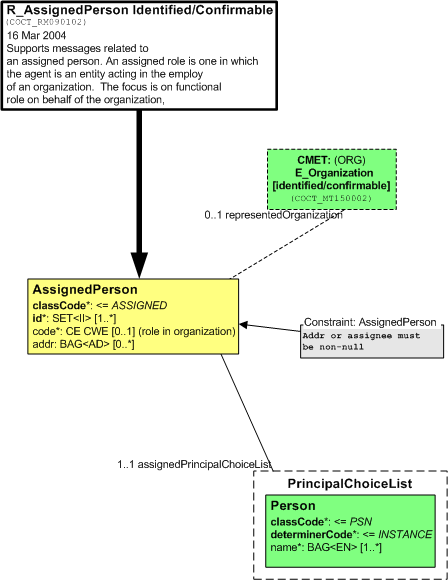 R_AssignedPerson Identified/Confirmable
(COCT_RM090102)
16 Mar 2004
Supports messages related to
an assigned person. An assigned role is one in which
the agent is an entity acting in the employ
of an organization. The focus is on functional
role on behalf of the organization,
CMET: (ORG)
E_Organization
[identified/confirmable]
(COCT_MT150002)
0..1 representedOrganization
AssignedPerson
classCode*: <= ASSIGNED
id*: SET<II> [1..*]
code*: CE CWE [0..1] (role in organization)
addr: BAG<AD> [0..*]
Constraint: AssignedPerson
Addr or assignee must
be non-null
1..1 assignedPrincipalChoiceList
PrincipalChoiceList
Person
classCode*: <= PSN
determinerCode*: <= INSTANCE
name*: BAG<EN> [1..*]